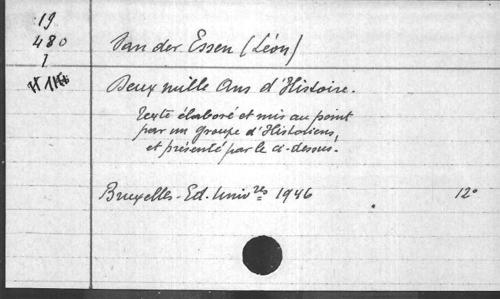 19
480
1
Van der Essen (Léon)
Deux mille Ans d'Histoire.
Texte élaboré et mis au point
par un groupe d'Historiens,
et présenté par le ci-dessus.
Bruxelles-Ed. Univ.res 1946 12°